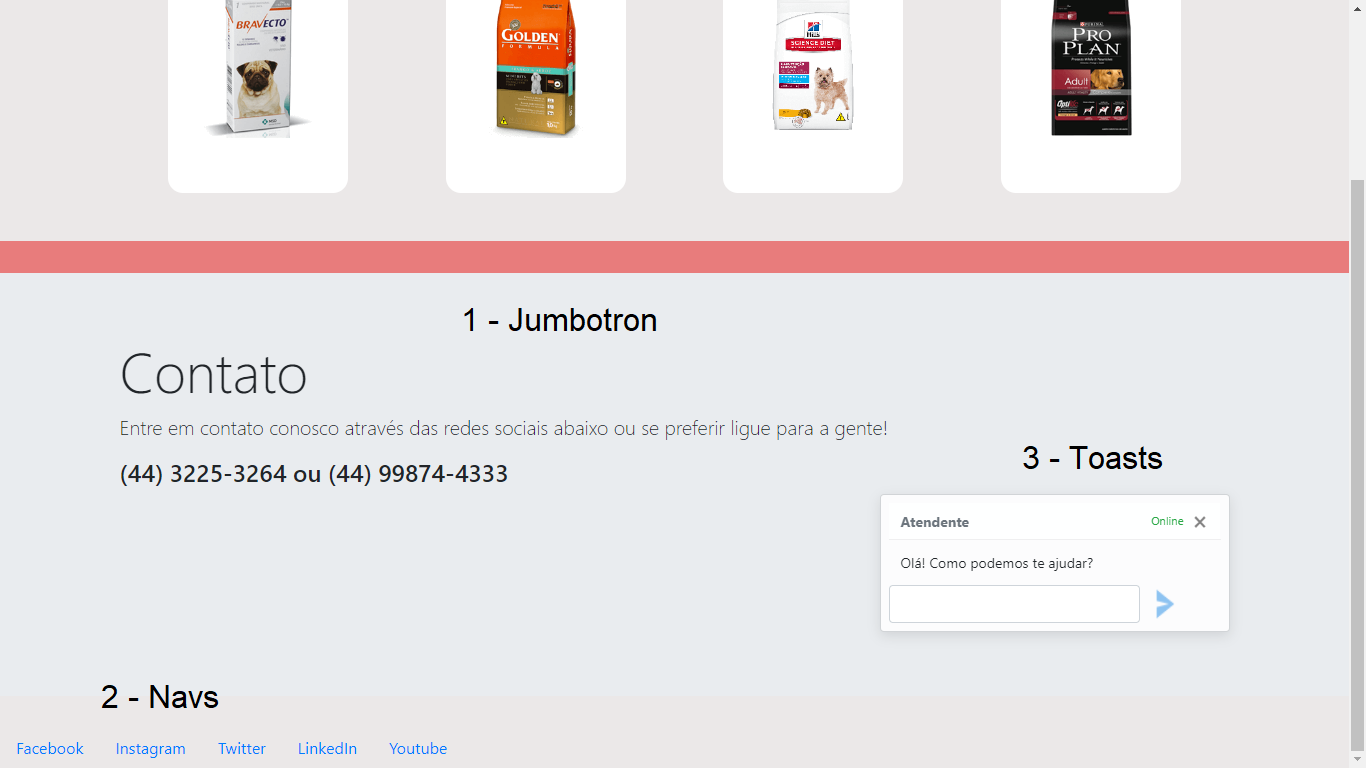 BRAVECTO
MSD
GOLDEN
FORMULA
Hill's
SCIENCE DIET
PURINA
PRO
PLAN
Adult
Opti
1 - Jumbotron
Contato
Entre em contato conosco através das redes sociais abaixo ou se preferir ligue para a gente!
(44) 3225-3264 ou (44) 99874-4333
3 - Toasts
Atendente Online ×
Olá! Como podemos te ajudar?
2 - Navs
Facebook Instagram Twitter LinkedIn Youtube